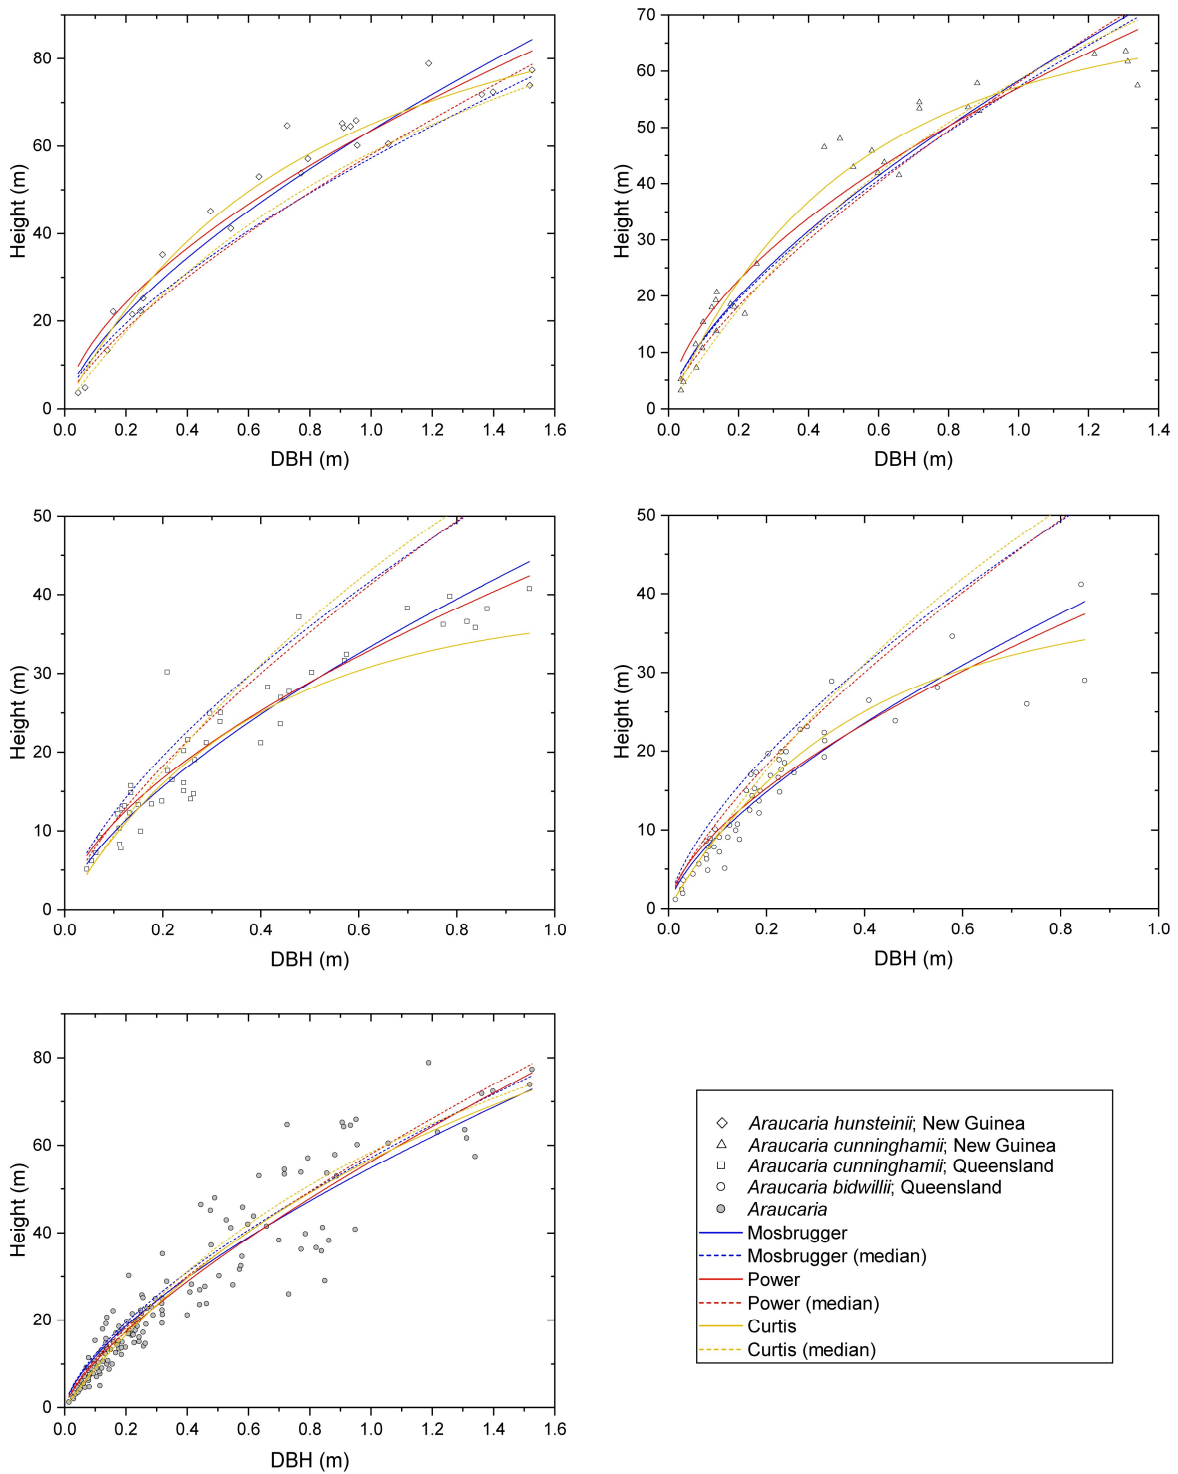 80
60
40
20
0
Height (m)
0.0 0.2 0.4 0.6 0.8 1.0 1.2 1.4 1.6
DBH (m)
70
60
50
40
30
20
10
0
Height (m)
0.0 0.2 0.4 0.6 0.8 1.0 1.2 1.4
DBH (m)
50
40
30
20
10
0
Height (m)
0.0 0.2 0.4 0.6 0.8 1.0
DBH (m)
50
40
30
20
10
0
Height (m)
0.0 0.2 0.4 0.6 0.8 1.0
DBH (m)
80
60
40
20
0
Height (m)
0.0 0.2 0.4 0.6 0.8 1.0 1.2 1.4 1.6
DBH (m)
Araucaria hunsteinii; New Guinea
Araucaria cunninghamii; New Guinea
Araucaria cunninghamii; Queensland
Araucaria bidwillii; Queensland
Araucaria
Mosbrugger
Mosbrugger (median)
Power
Power (median)
Curtis
Curtis (median)